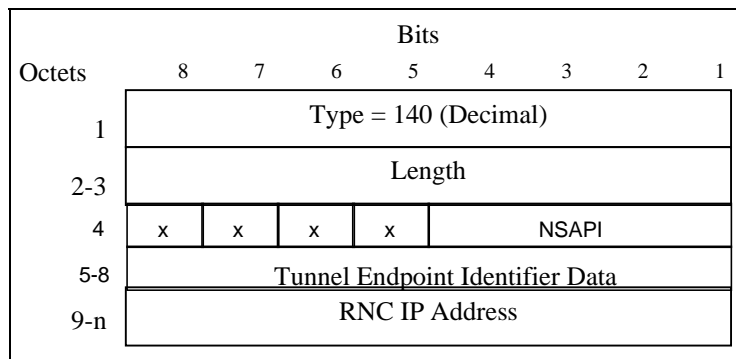 Bits
Octets 8 7 6 5 4 3 2 1
1 Type = 140 (Decimal)
2-3 Length
4 x x x x NSAPI
5-8 Tunnel Endpoint Identifier Data
9-n RNC IP Address